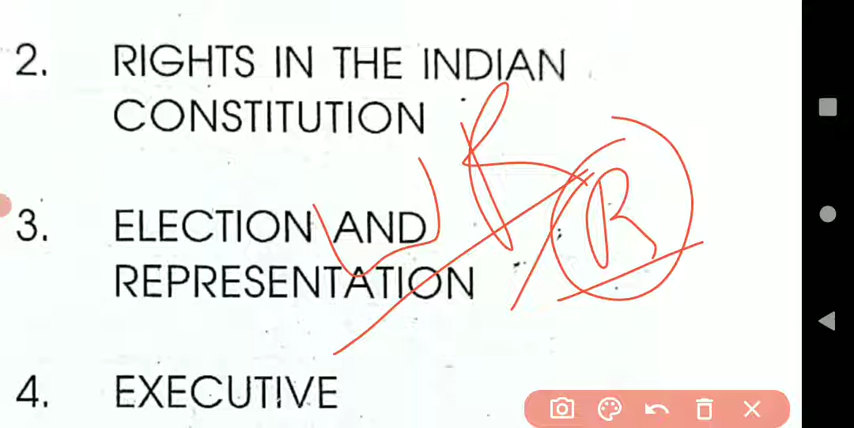 2. RIGHTS IN THE INDIAN
CONSTITUTION
3. ELECTION AND
REPRESENTATION
R
4. EXECUTIVE